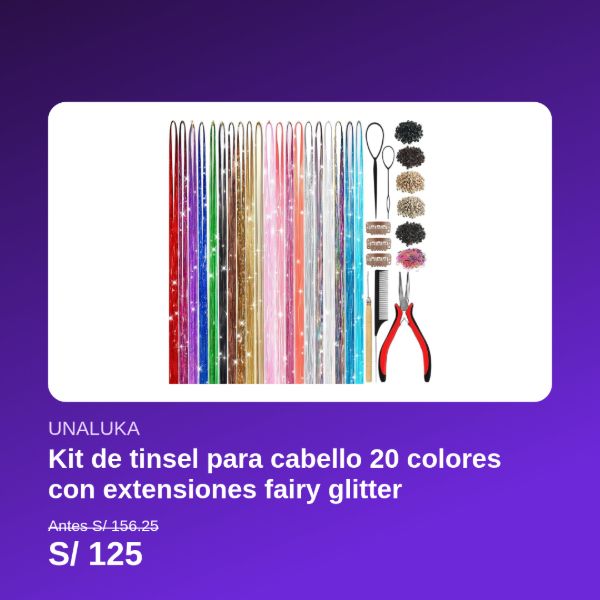 UNALUKA
Kit de tinsel para cabello 20 colores
con extensiones fairy glitter
Antes S/ 156.25
S/ 125